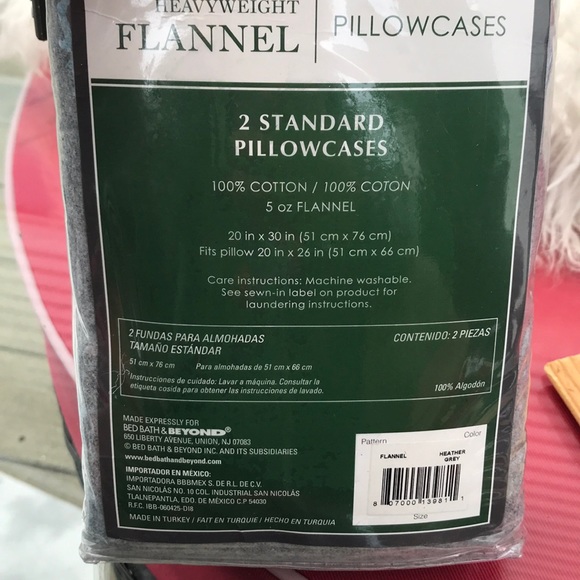 HEAVYWEIGHT
FLANNEL
PILLOWCASES
2 STANDARD
PILLOWCASES
100% COTTON / 100% COTON
5 oz FLANNEL
20 in x 30 in (51 cm x 76 cm)
Fits pillow 20 in x 26 in (51 cm x 66 cm)
Care instructions: Machine washable.
See sewn-in label on product for
laundering instructions.
2 FUNDAS PARA ALMOHADAS
TAMAÑO ESTÁNDAR
CONTENIDO: 2 PIEZAS
51 cm x 76 cm Para almohadas de 51 cm x 66 cm
Instrucciones de cuidado: Lavar a máquina. Consultar la
etiqueta cosida para obtener las instrucciones de lavado.
100% Algodón
MADE EXPRESSLY FOR
BED BATH & BEYOND®
650 LIBERTY AVENUE, UNION, NJ 07083
© BED BATH & BEYOND INC. AND ITS SUBSIDIARIES
www.bedbathandbeyond.com
IMPORTADOR EN MÉXICO:
IMPORTADORA BBBMEX S. DE R.L. DE C.V.
SAN NICOLÁS NO. 10 COL. INDUSTRIAL SAN NICOLÁS
TLALNEPANTLA, EDO. DE MÉXICO C.P 54030
R.F.C. IBB-060425-DI8
MADE IN TURKEY / FAIT EN TURQUIE / HECHO EN TURQUIA
Pattern Color
FLANNEL HEATHER
GREY
8 07000 13981 1
Size